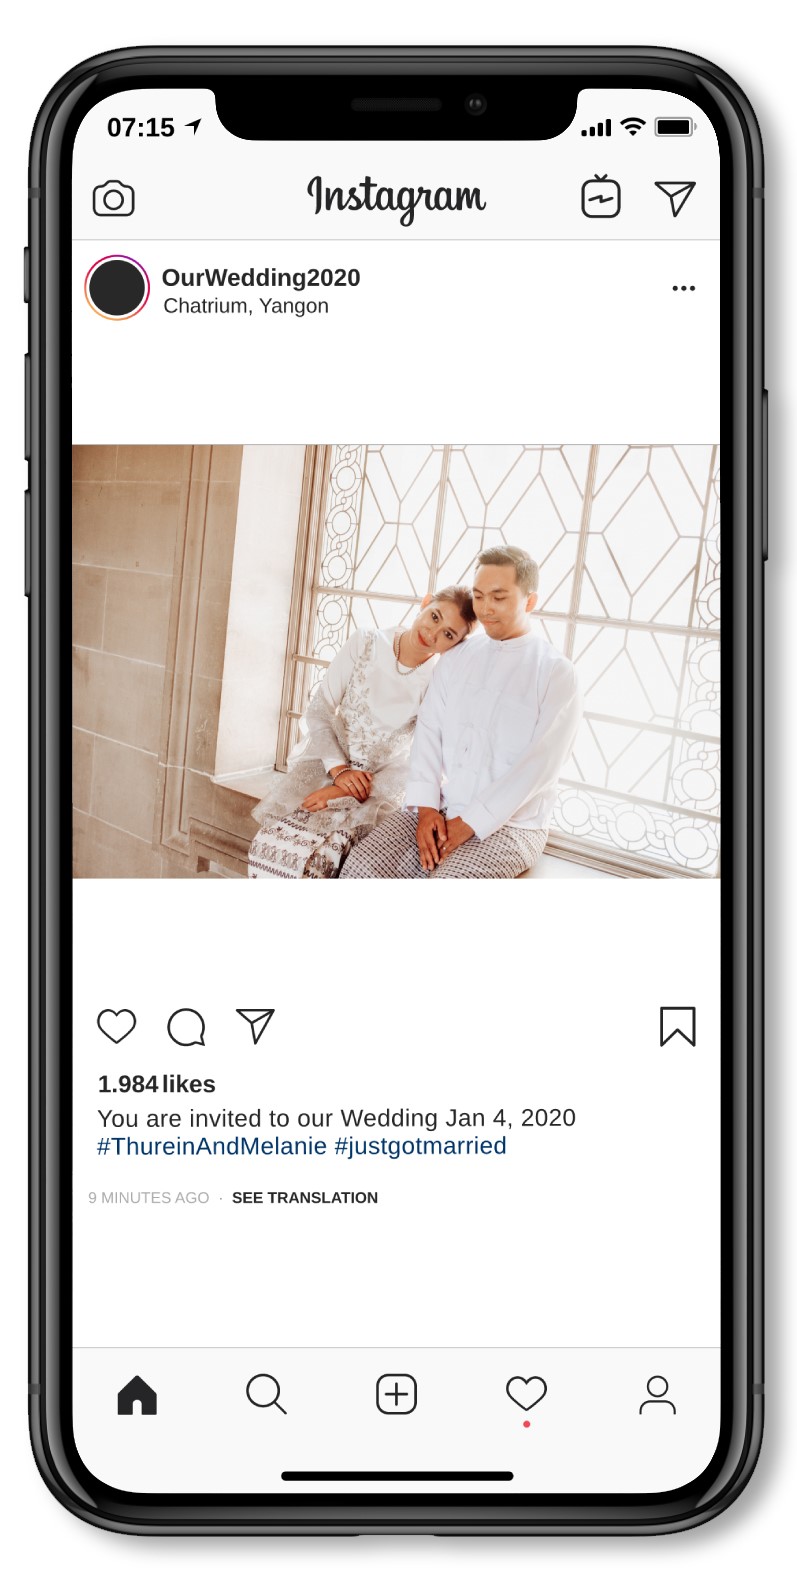 07:15
Instagram
OurWedding2020
Chatrium, Yangon
1.984 likes
You are invited to our Wedding Jan 4, 2020
#ThureinAndMelanie #justgotmarried
9 MINUTES AGO · SEE TRANSLATION